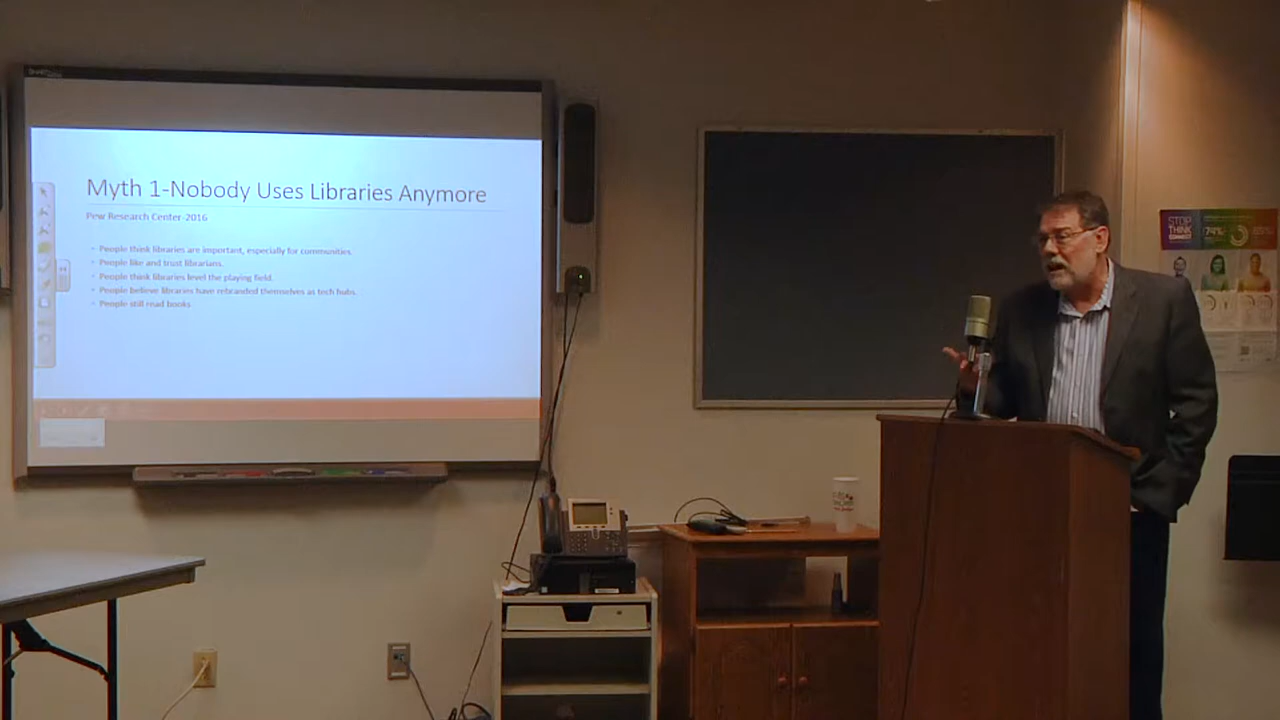 Myth 1-Nobody Uses Libraries Anymore
Pew Research Center-2016
- People think libraries are important, especially for communities.
- People like and trust librarians.
- People think libraries level the playing field.
- People believe libraries have rebranded themselves as tech hubs.
- People still read books
STOP
THINK
CONNECT
74%